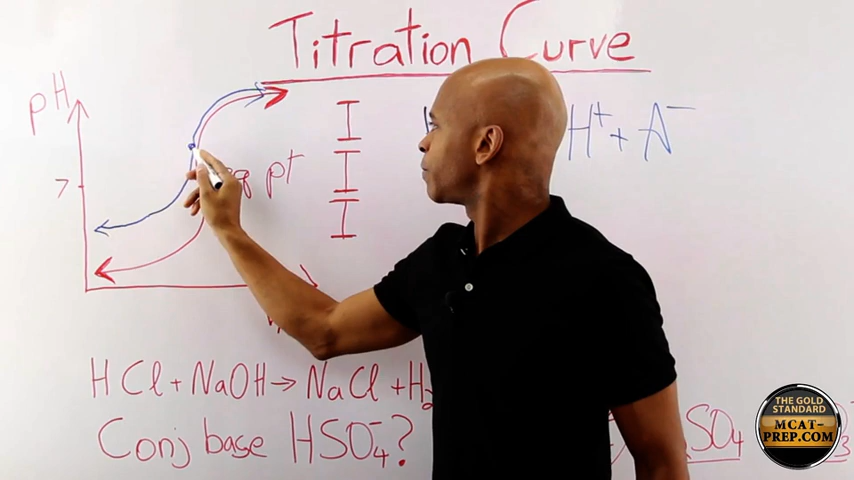 Titration Curve
pH
H⁺ + A⁻
7
eq pt
I
I
I
HCl + NaOH → NaCl + H₂
Conj base HSO₄⁻?
SO₄
THE GOLD
STANDARD
MCAT-
PREP.COM